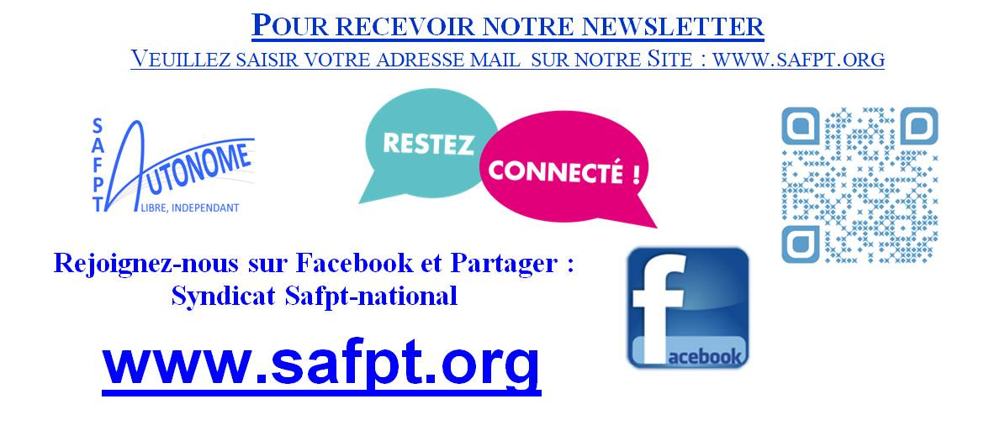 POUR RECEVOIR NOTRE NEWSLETTER
VEUILLEZ SAISIR VOTRE ADRESSE MAIL SUR NOTRE SITE : WWW.SAFPT.ORG
SAFPT
AUTONOME
LIBRE, INDEPENDANT
RESTEZ
CONNECTÉ !
Rejoignez-nous sur Facebook et Partager :
Syndicat Safpt-national
facebook
www.safpt.org